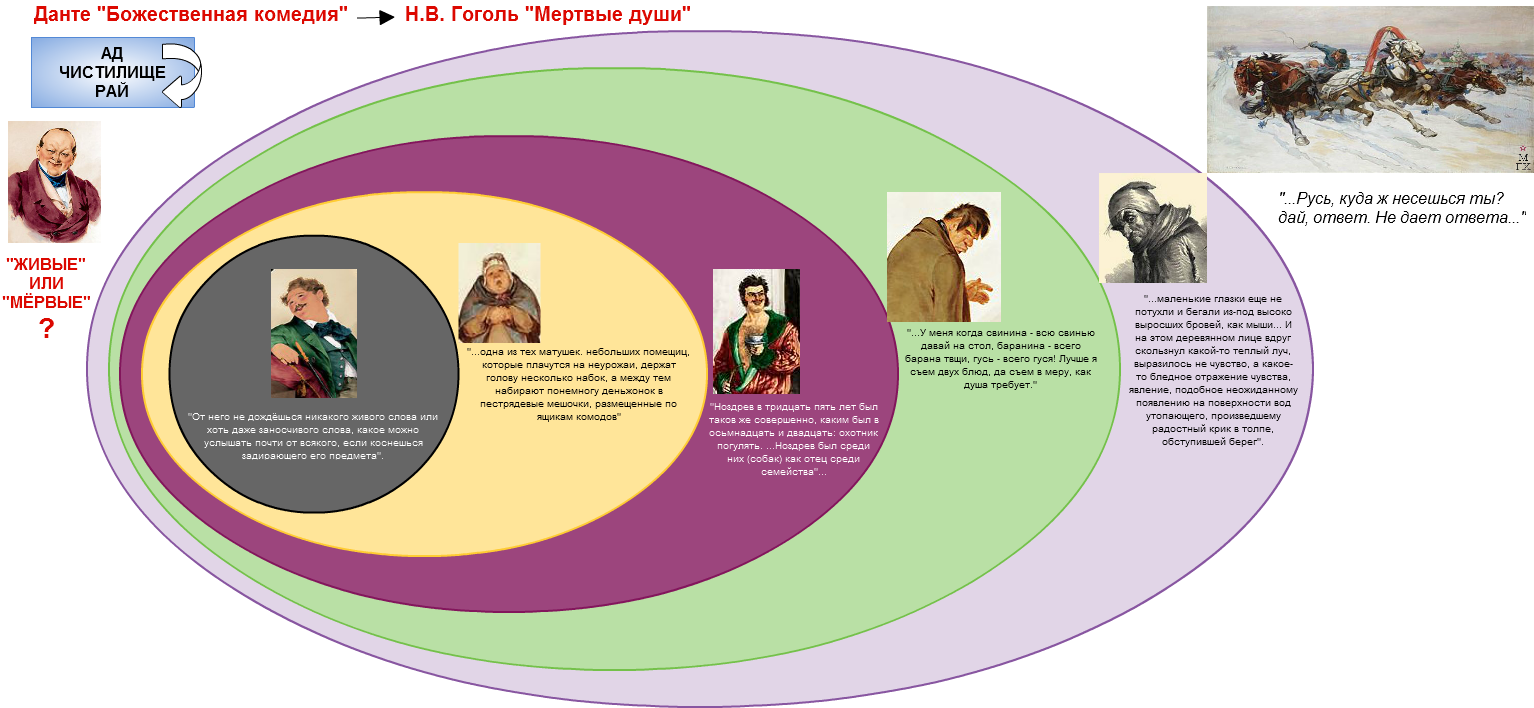 Данте "Божественная комедия" Н.В. Гоголь "Мертвые души"
АД
ЧИСТИЛИЩЕ
РАЙ
"ЖИВЫЕ"
ИЛИ
"МЁРВЫЕ"
?
"От него не дождёшься никакого живого слова или
хоть даже заносчивого слова, какое можно
услышать почти от всякого, если коснешься
задирающего его предмета".
"...одна из тех матушек. небольших помещиц,
которые плачутся на неурожаи, держат
голову несколько набок, а между тем
набирают понемногу деньжонок в
пестрядевые мешочки, размещенные по
ящикам комодов"
"Ноздрев в тридцать пять лет был
таков же совершенно, каким был в
осьмнадцать и двадцать: охотник
погулять. ...Ноздрев был среди
них (собак) как отец среди
семейства"...
"...У меня когда свинина - всю свинью
давай на стол, баранина - всего
барана тащи, гусь - всего гуся! Лучше я
съем двух блюд, да съем в меру, как
душа требует."
"...маленькие глазки еще не
потухли и бегали из-под высоко
выросших бровей, как мыши... И
на этом деревянном лице вдруг
скользнул какой-то теплый луч,
выразилось не чувство, а какое-
то бледное отражение чувства,
явление, подобное неожиданному
появлению на поверхности вод
утопающего, произведшему
радостный крик в толпе,
обступившей берег".
М
ГХ
"...Русь, куда ж несешься ты?
дай, ответ. Не дает ответа..."